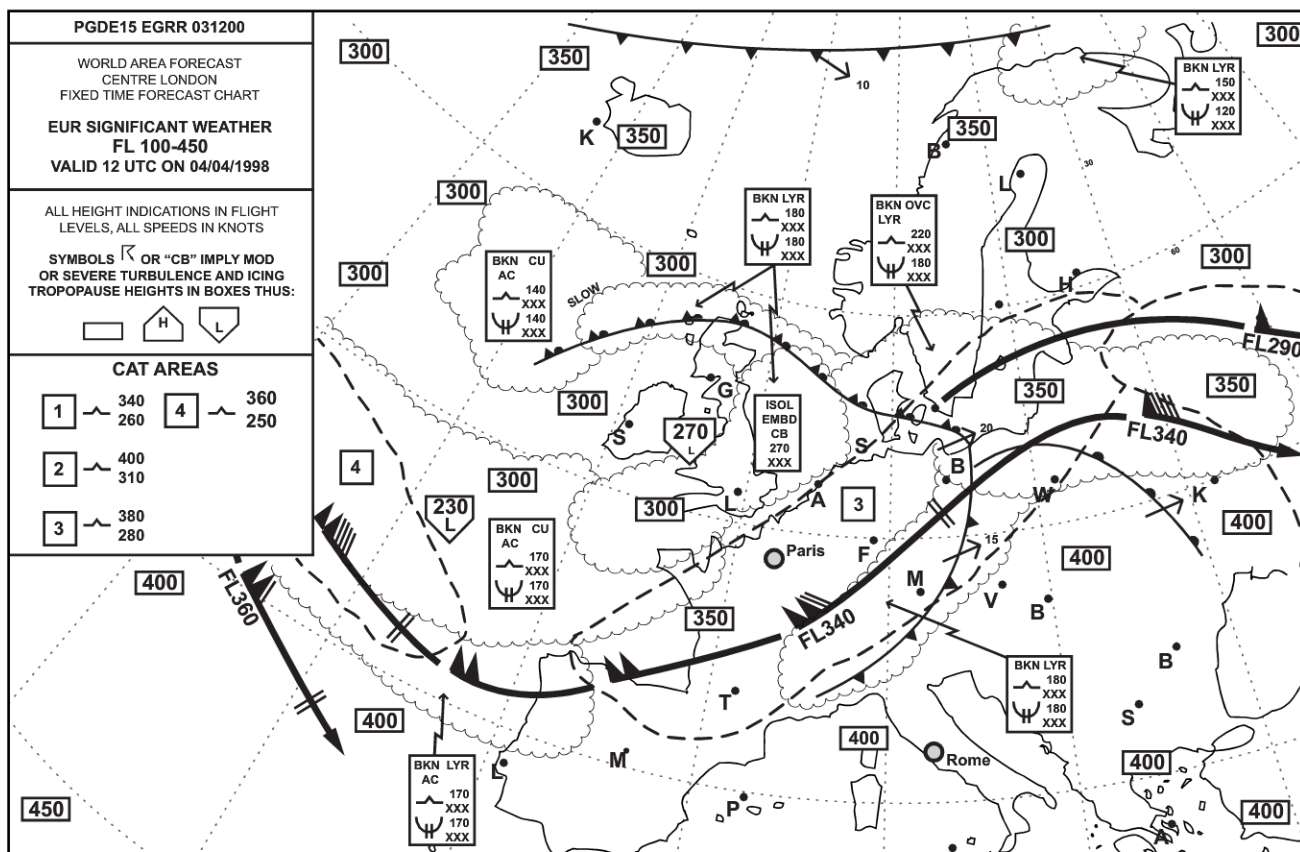 PGDE15 EGRR 031200
WORLD AREA FORECAST
CENTRE LONDON
FIXED TIME FORECAST CHART
EUR SIGNIFICANT WEATHER
FL 100-450
VALID 12 UTC ON 04/04/1998
ALL HEIGHT INDICATIONS IN FLIGHT
LEVELS, ALL SPEEDS IN KNOTS
SYMBOLS OR “CB” IMPLY MOD
OR SEVERE TURBULENCE AND ICING
TROPOPAUSE HEIGHTS IN BOXES THUS:
H
L
CAT AREAS
1 340 4 360
260 250
2 400
310
3 380
280
300
350
300
10
BKN LYR
150
XXX
120
XXX
K
350
350
B
30
L
300
BKN LYR
180
XXX
180
XXX
BKN OVC
LYR
220
XXX
180
XXX
300
60
300
300
300
H
BKN CU
AC
140
XXX
140
XXX
SLOW
FL290
300
G
ISOL
EMBD
CB
270
XXX
350
350
S
270
L
S
20
FL340
4
300
B
230
L
300
L
A
3
W
K
400
BKN CU
AC
170
XXX
170
XXX
Paris
F
15
400
400
FL360
M
V
B
350
FL340
B
BKN LYR
180
XXX
180
XXX
T
S
400
M
400
Rome
L
400
BKN LYR
AC
170
XXX
170
XXX
450
P
400
A